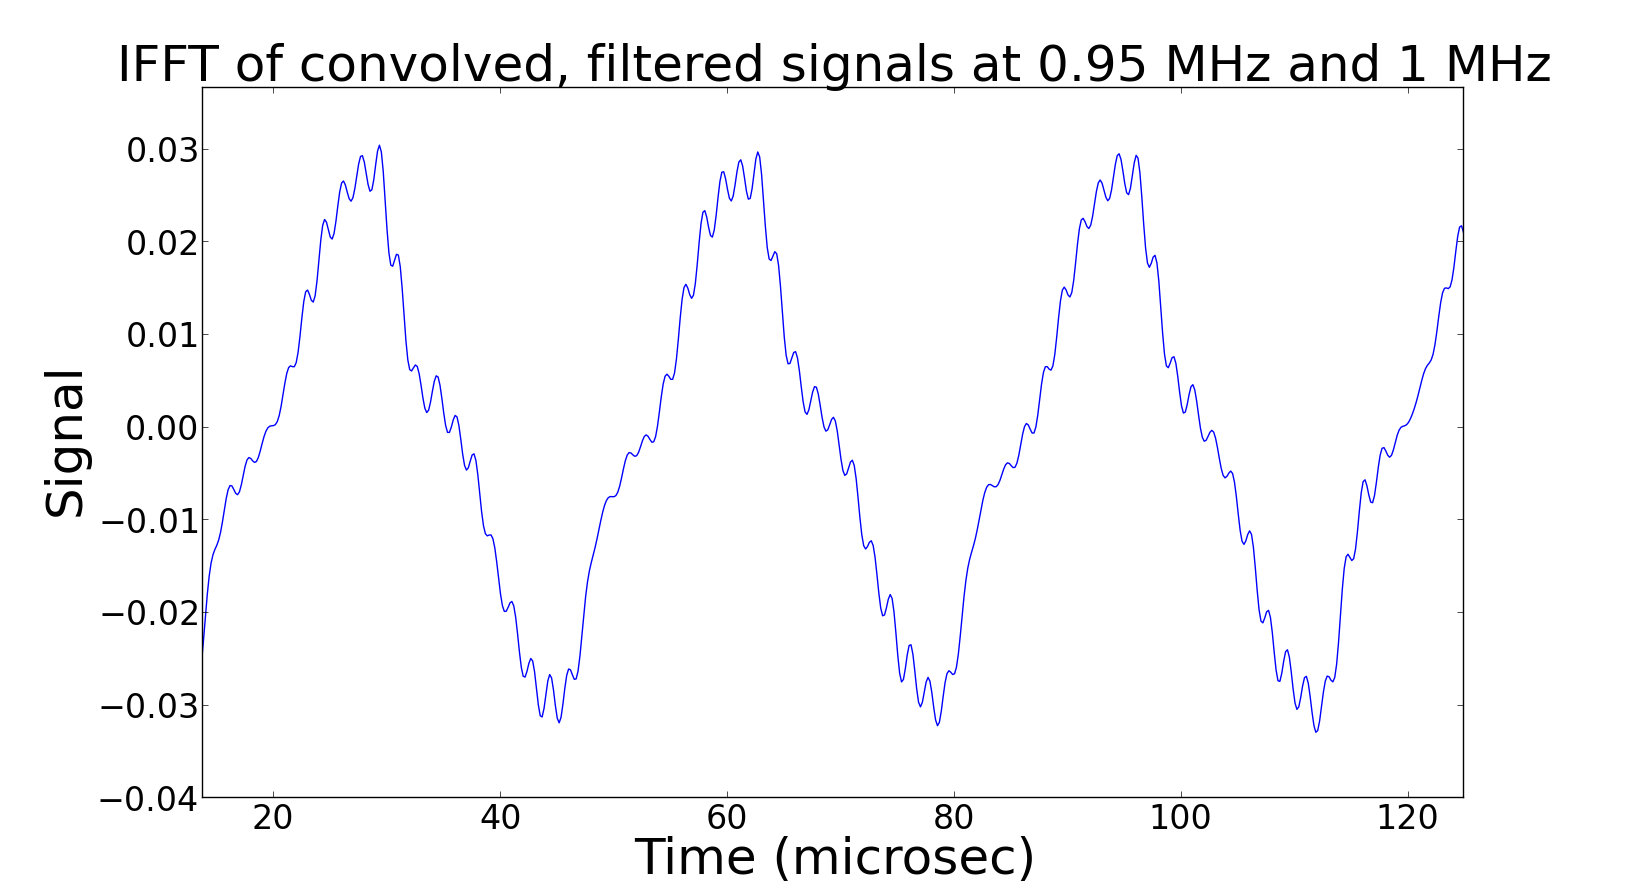 IFFT of convolved, filtered signals at 0.95 MHz and 1 MHz
0.03
0.02
0.01
0.00
−0.01
−0.02
−0.03
−0.04
Signal
20 40 60 80 100 120
Time (microsec)